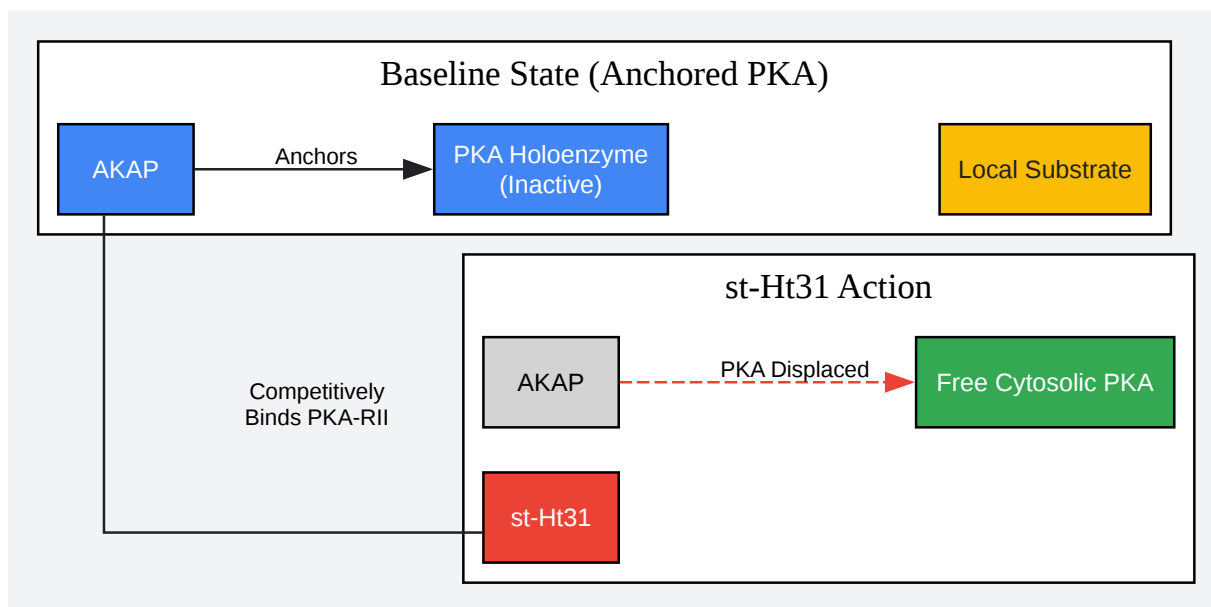 Baseline State (Anchored PKA)
AKAP
Anchors
PKA Holoenzyme
(Inactive)
Local Substrate
st-Ht31 Action
AKAP
PKA Displaced
Free Cytosolic PKA
Competitively
Binds PKA-RII
st-Ht31